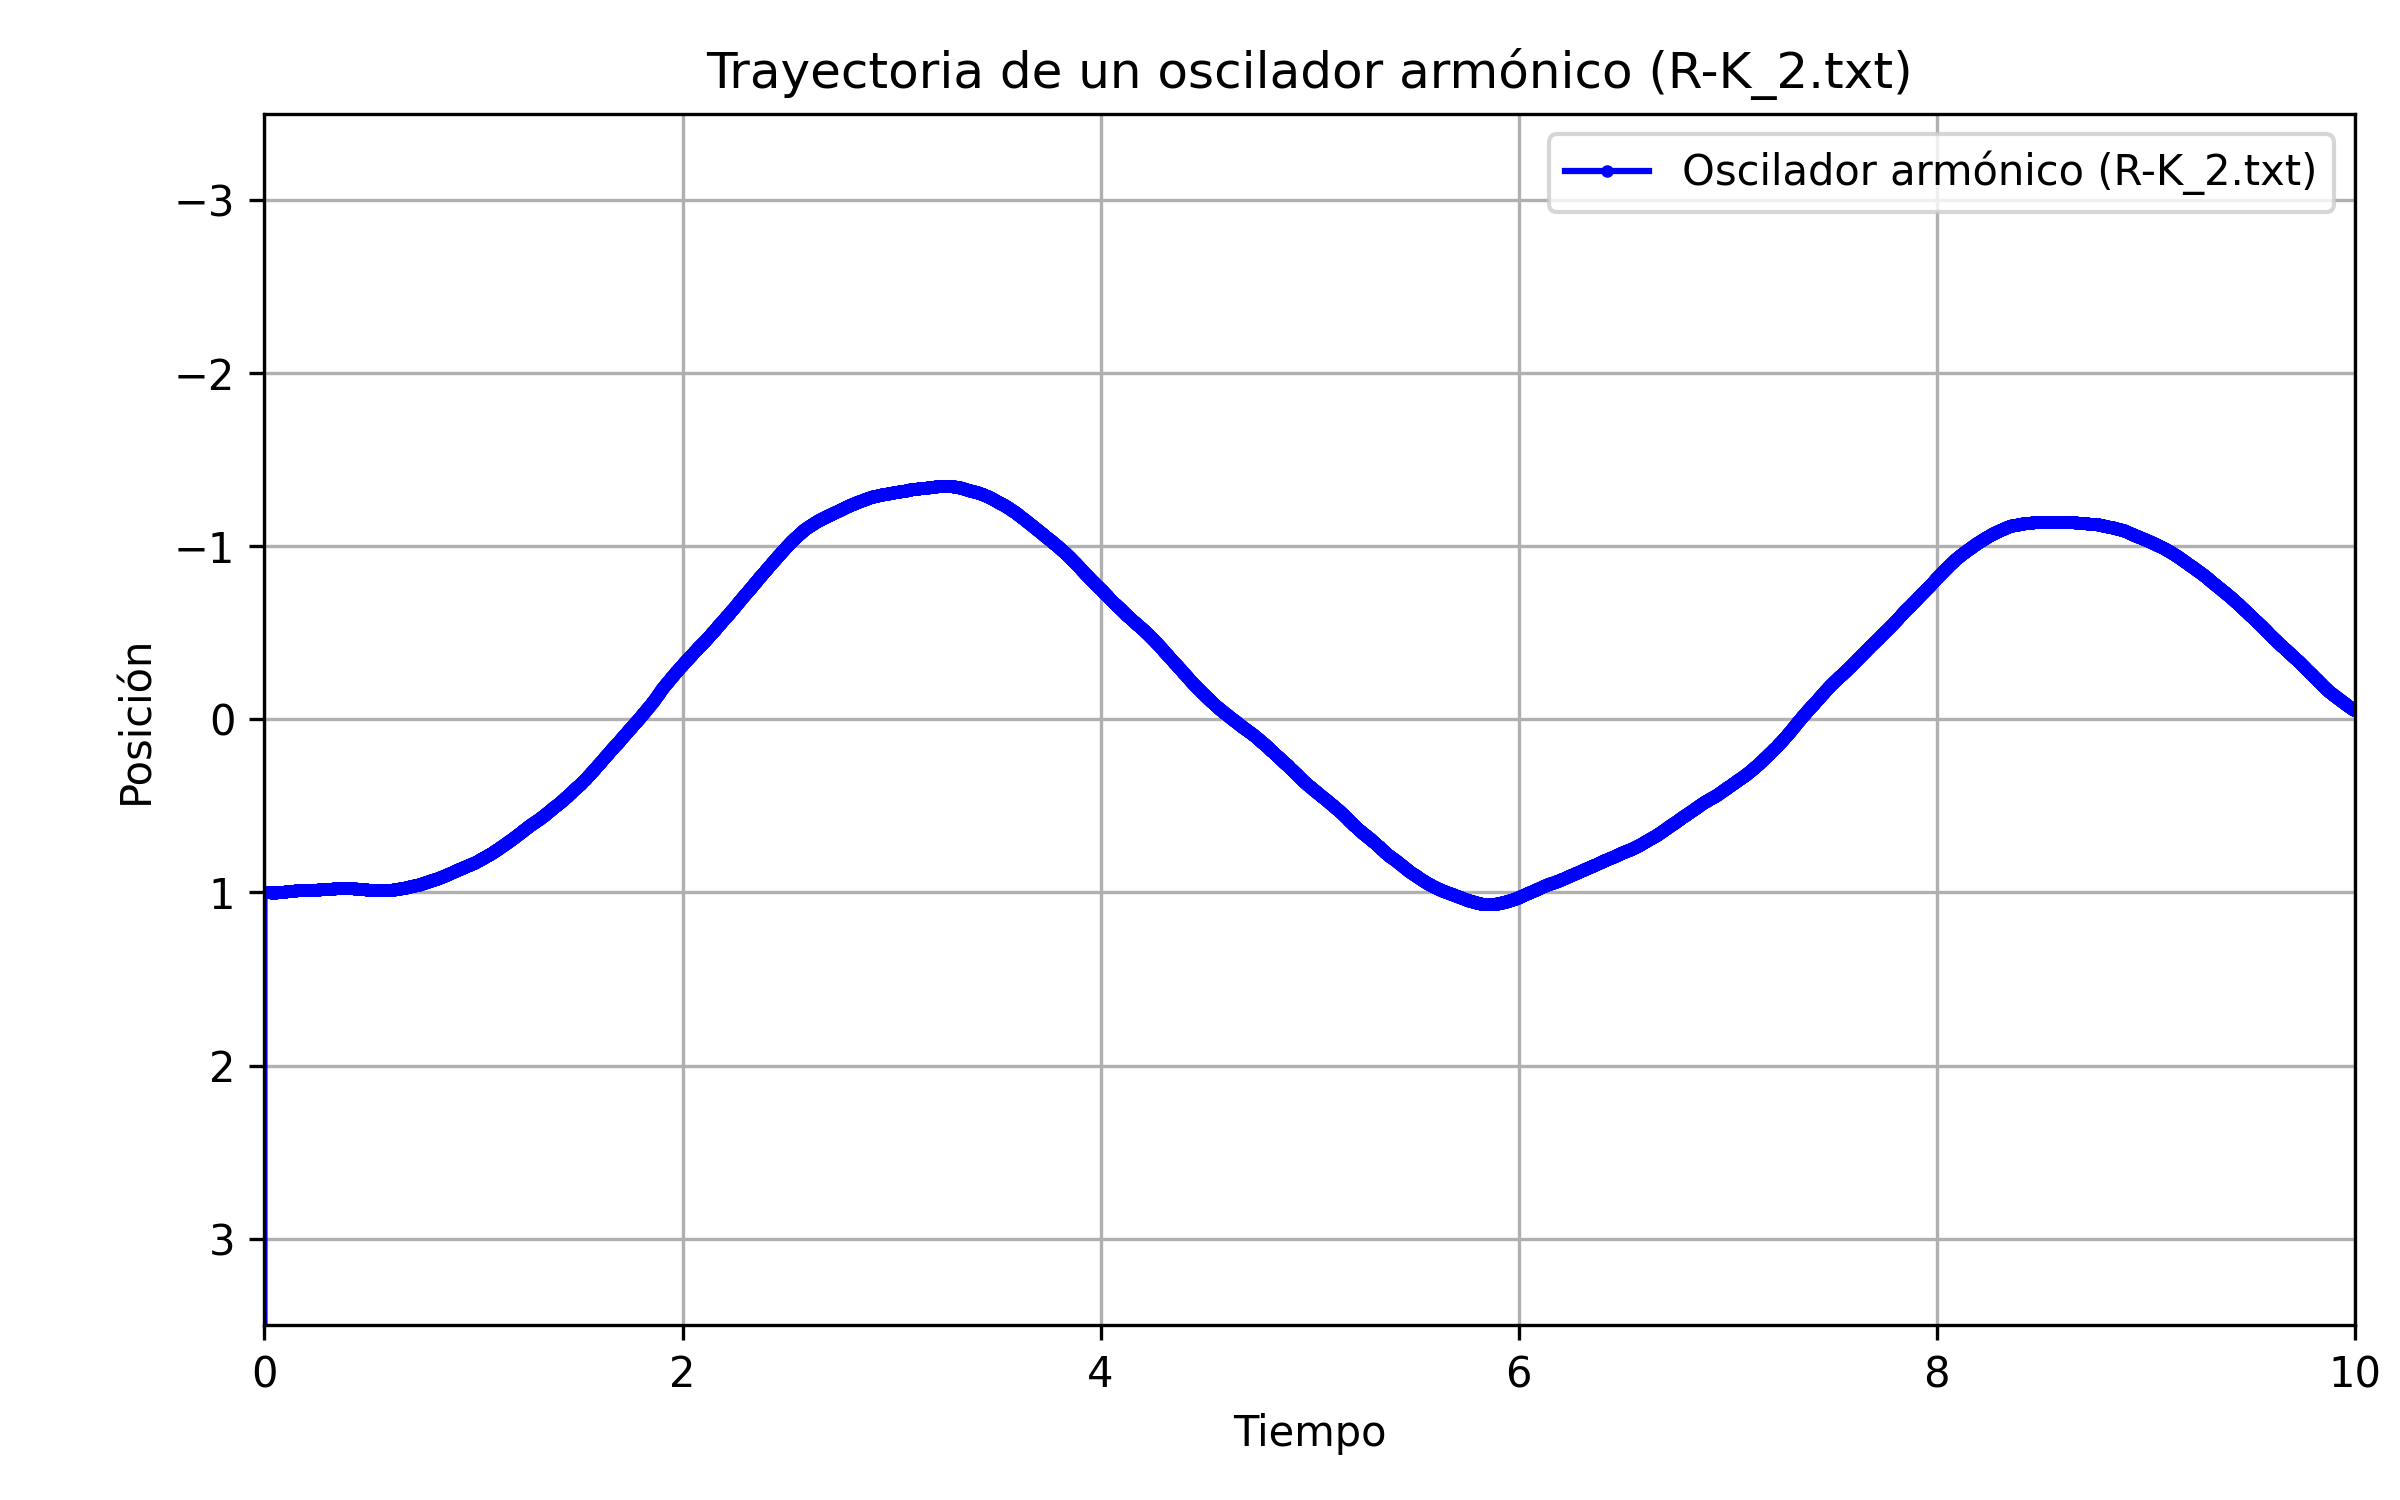 Trayectoria de un oscilador armónico (R-K_2.txt)
Oscilador armónico (R-K_2.txt)
−3
−2
−1
0
1
2
3
Posición
0 2 4 6 8 10
Tiempo